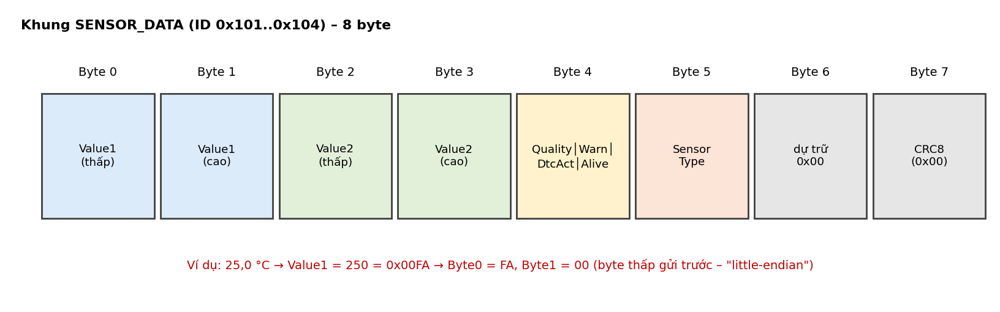 Khung SENSOR_DATA (ID 0x101..0x104) – 8 byte
Byte 0
Byte 1
Byte 2
Byte 3
Byte 4
Byte 5
Byte 6
Byte 7
Value1
(thấp)
Value1
(cao)
Value2
(thấp)
Value2
(cao)
Quality│Warn│
DtcAct│Alive
Sensor
Type
dự trữ
0x00
CRC8
(0x00)
Ví dụ: 25,0 °C → Value1 = 250 = 0x00FA → Byte0 = FA, Byte1 = 00 (byte thấp gửi trước – "little-endian")